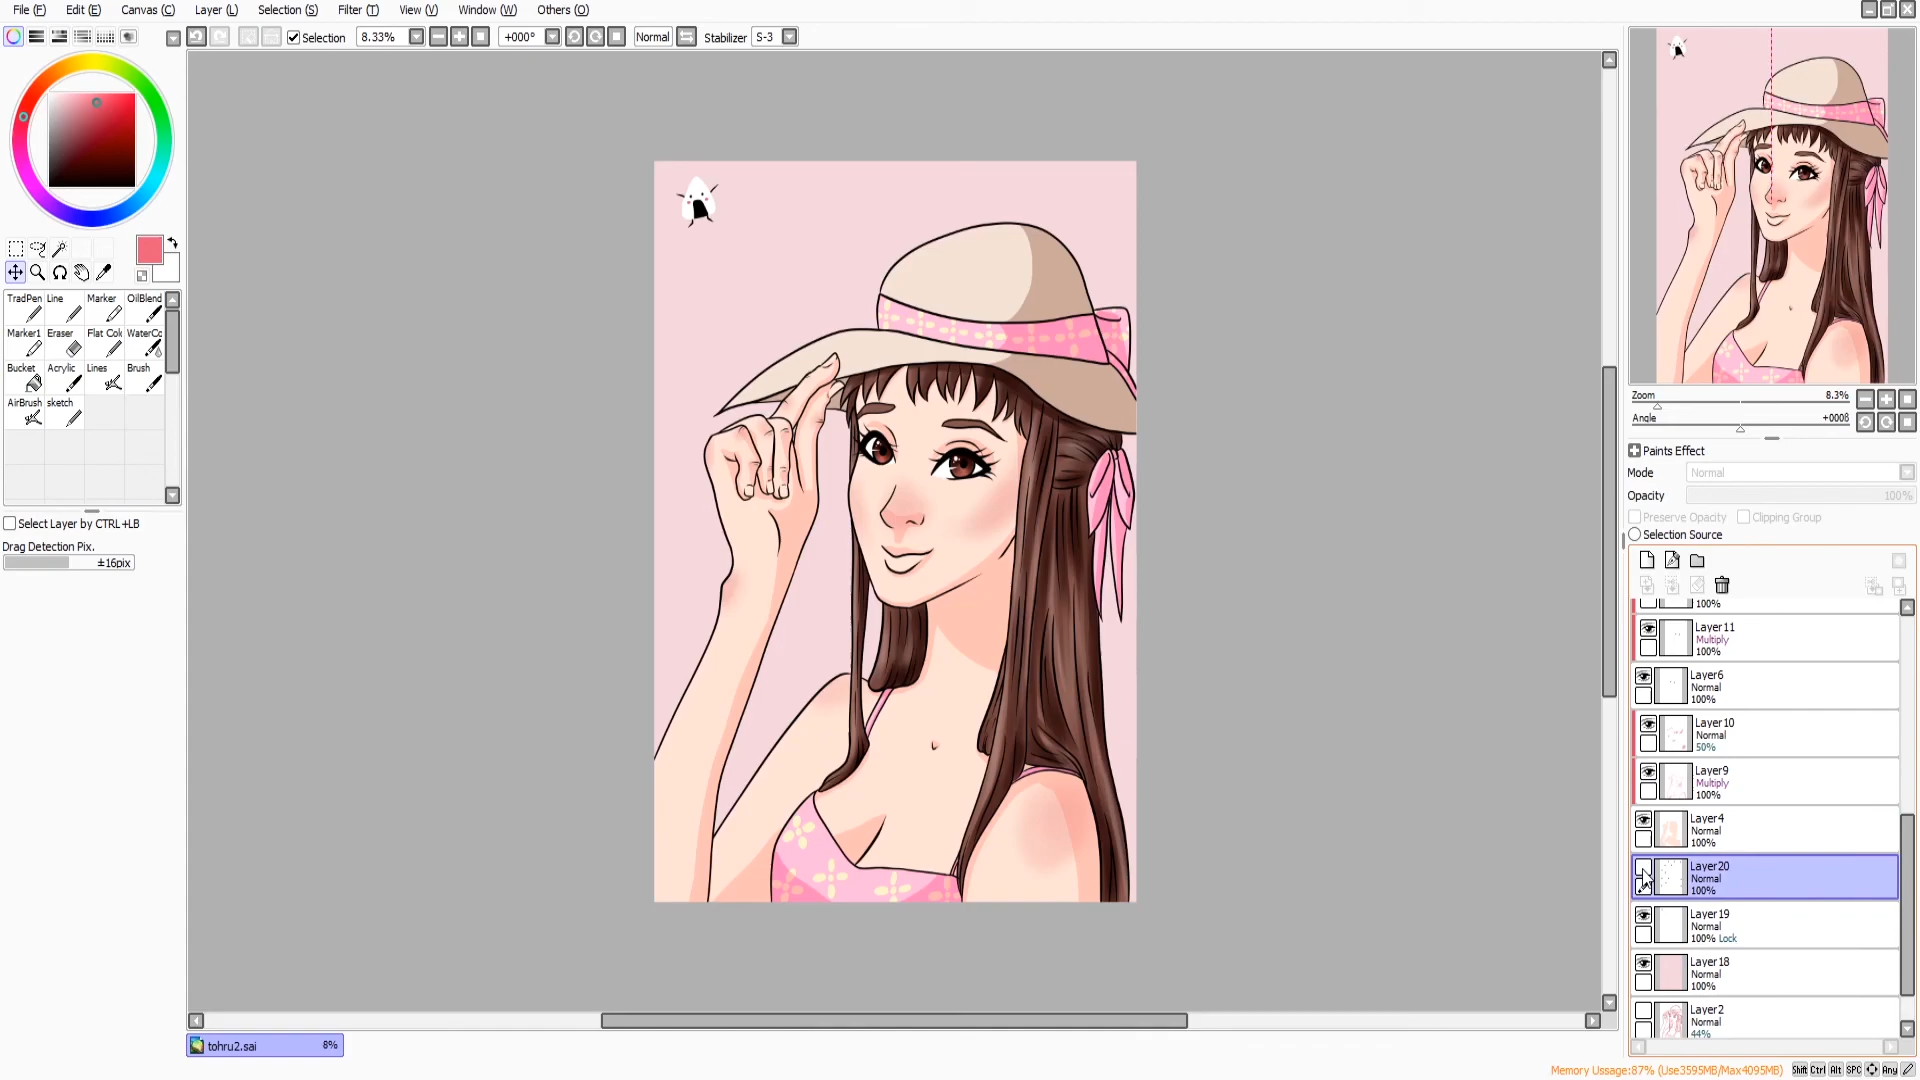 File (F) Edit (E) Canvas (C) Layer (L) Selection (S) Filter (T) View (V) Window (W) Others (O)
Selection 8.33% +000° Normal Stabilizer S-3
TradPen Line Marker OilBlend
Marker1 Eraser Flat Colo WaterCo
Bucket Acrylic Lines Brush
AirBrush sketch
Select Layer by CTRL+LB
Drag Detection Pix.
±16pix
Zoom 8.3%
Angle +000ß
Paints Effect
Mode Normal
Opacity 100%
Preserve Opacity Clipping Group
Selection Source
100%
Layer11
Multiply
100%
Layer6
Normal
100%
Layer10
Normal
50%
Layer9
Multiply
100%
Layer4
Normal
100%
Layer20
Normal
100%
Layer19
Normal
100% Lock
Layer18
Normal
100%
Layer2
Normal
44%
tohru2.sai 8%
Memory Ussage:87% (Use3595MB/Max4095MB) Shift Ctrl Alt SPC Any